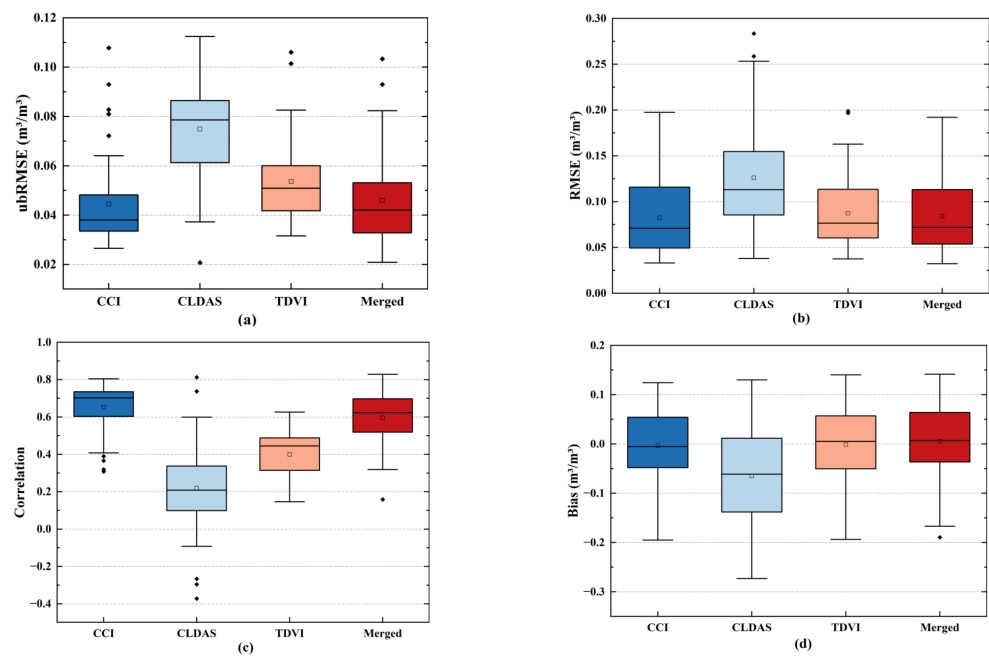 0.12
0.10
0.08
0.06
0.04
0.02
ubRMSE (m³/m³)
CCI CLDAS TDVI Merged
(a)
0.30
0.25
0.20
0.15
0.10
0.05
0.00
RMSE (m³/m³)
CCI CLDAS TDVI Merged
(b)
1.0
0.8
0.6
0.4
0.2
0.0
−0.2
−0.4
Correlation
CCI CLDAS TDVI Merged
(c)
0.2
0.1
0.0
−0.1
−0.2
−0.3
Bias (m³/m³)
CCI CLDAS TDVI Merged
(d)